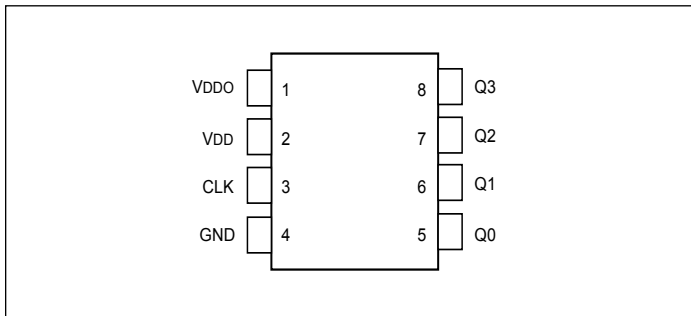 VDDO 1 8 Q3
VDD 2 7 Q2
CLK 3 6 Q1
GND 4 5 Q0